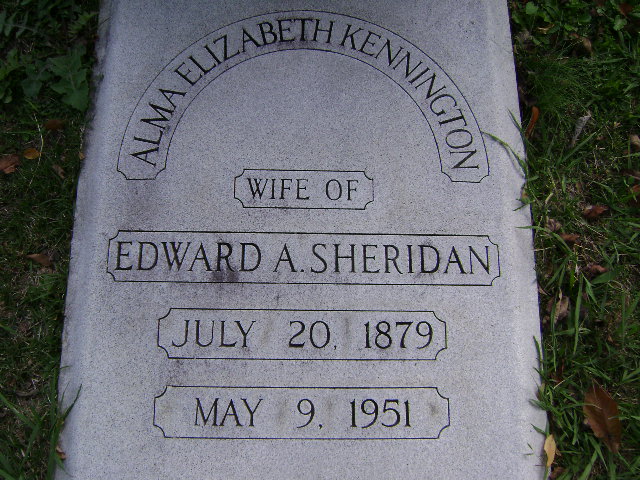 ALMA ELIZABETH KENNINGTON
WIFE OF
EDWARD A. SHERIDAN
JULY 20, 1879
MAY 9, 1951